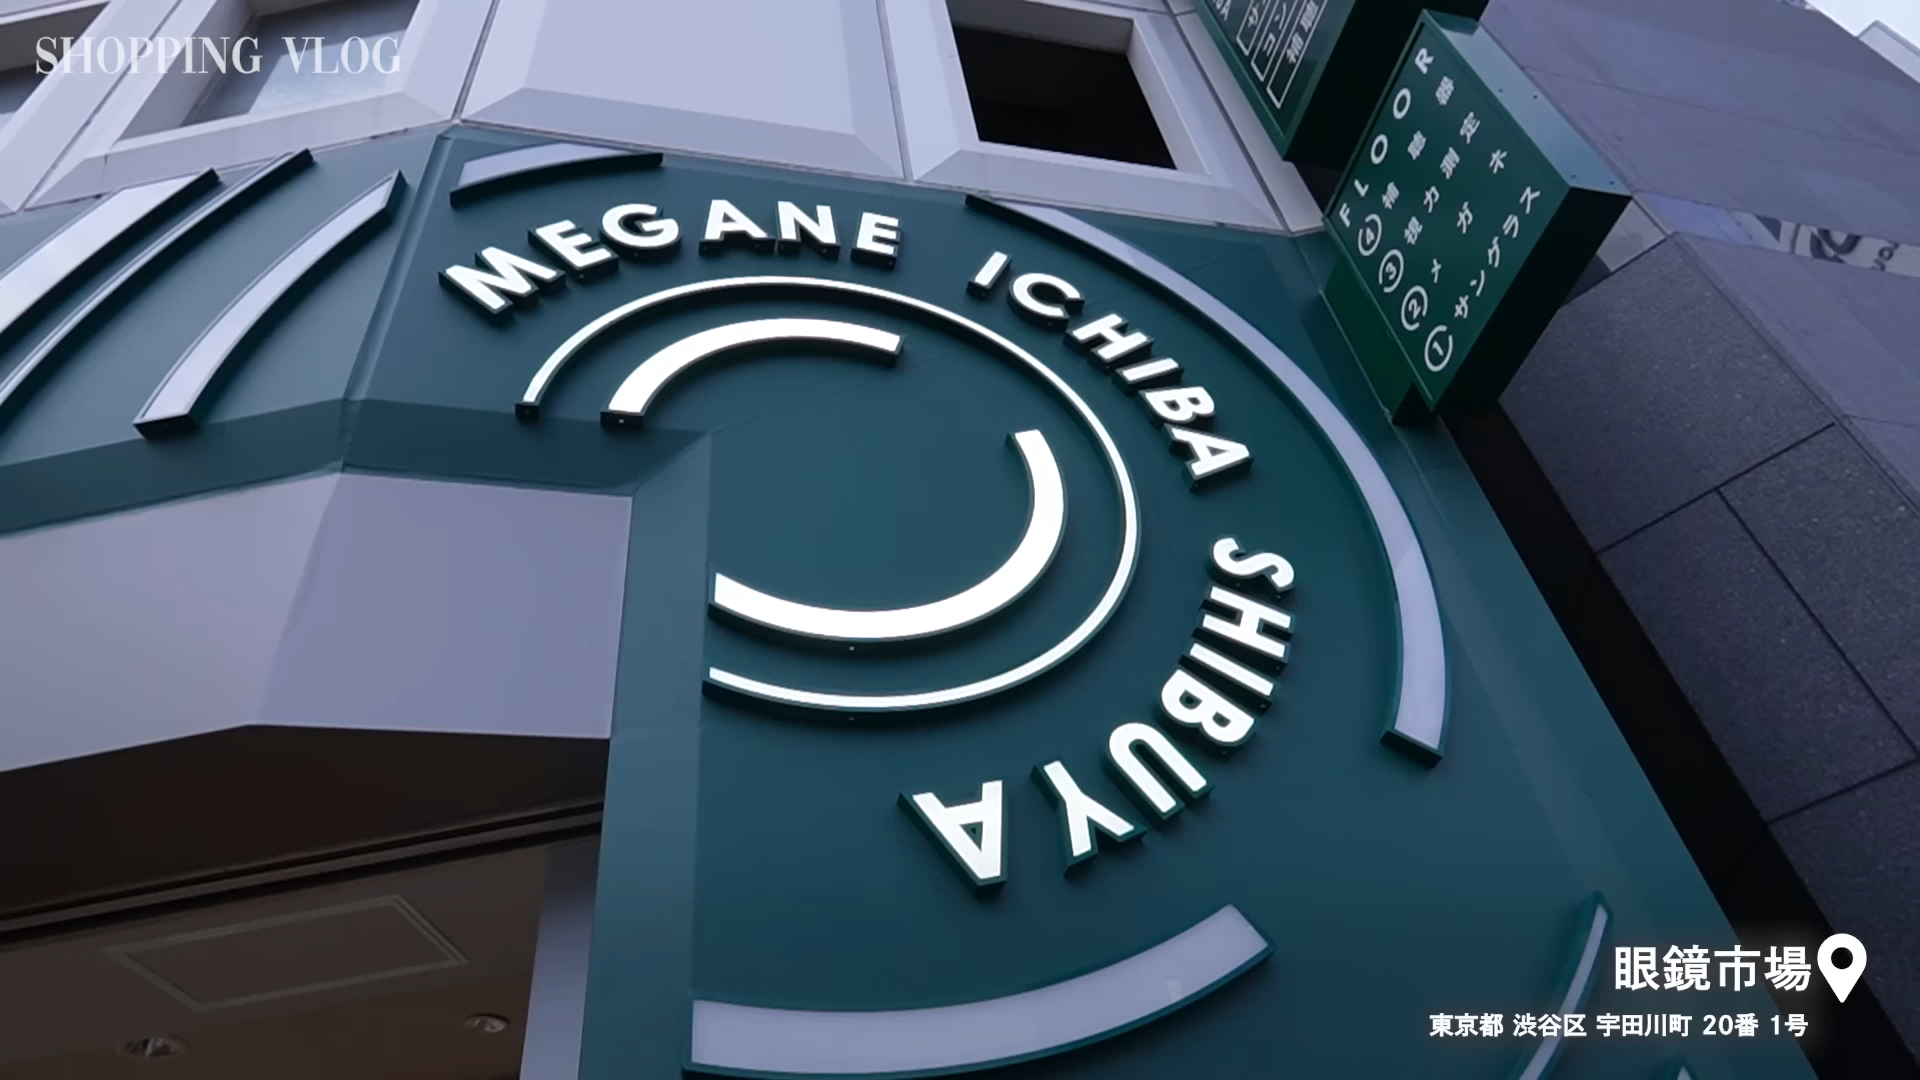 SHOPPING VLOG
MEGANE ICHIBA SHIBUYA
FLOOR
④ 補聴器
③ 視力測定
② メガネ
① サングラス
眼鏡市場
東京都 渋谷区 宇田川町 20番 1号